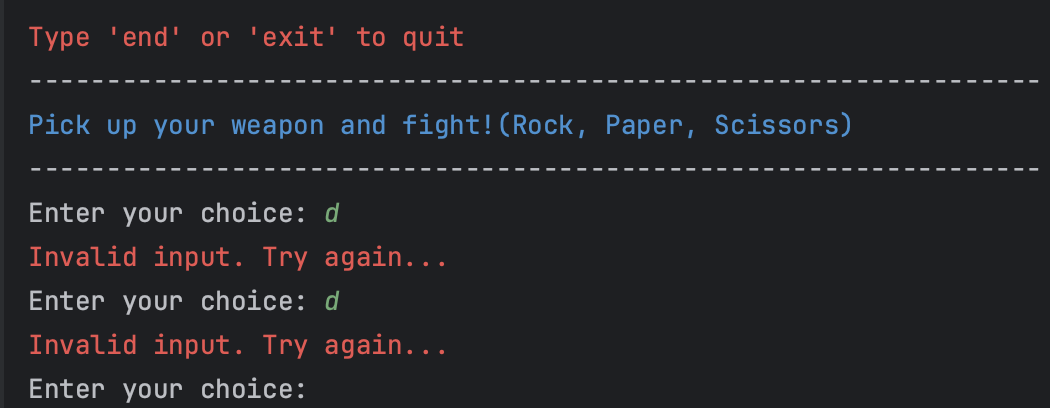 Type 'end' or 'exit' to quit
-----------------------------------------------------------------
Pick up your weapon and fight!(Rock, Paper, Scissors)
-----------------------------------------------------------------
Enter your choice: d
Invalid input. Try again...
Enter your choice: d
Invalid input. Try again...
Enter your choice: